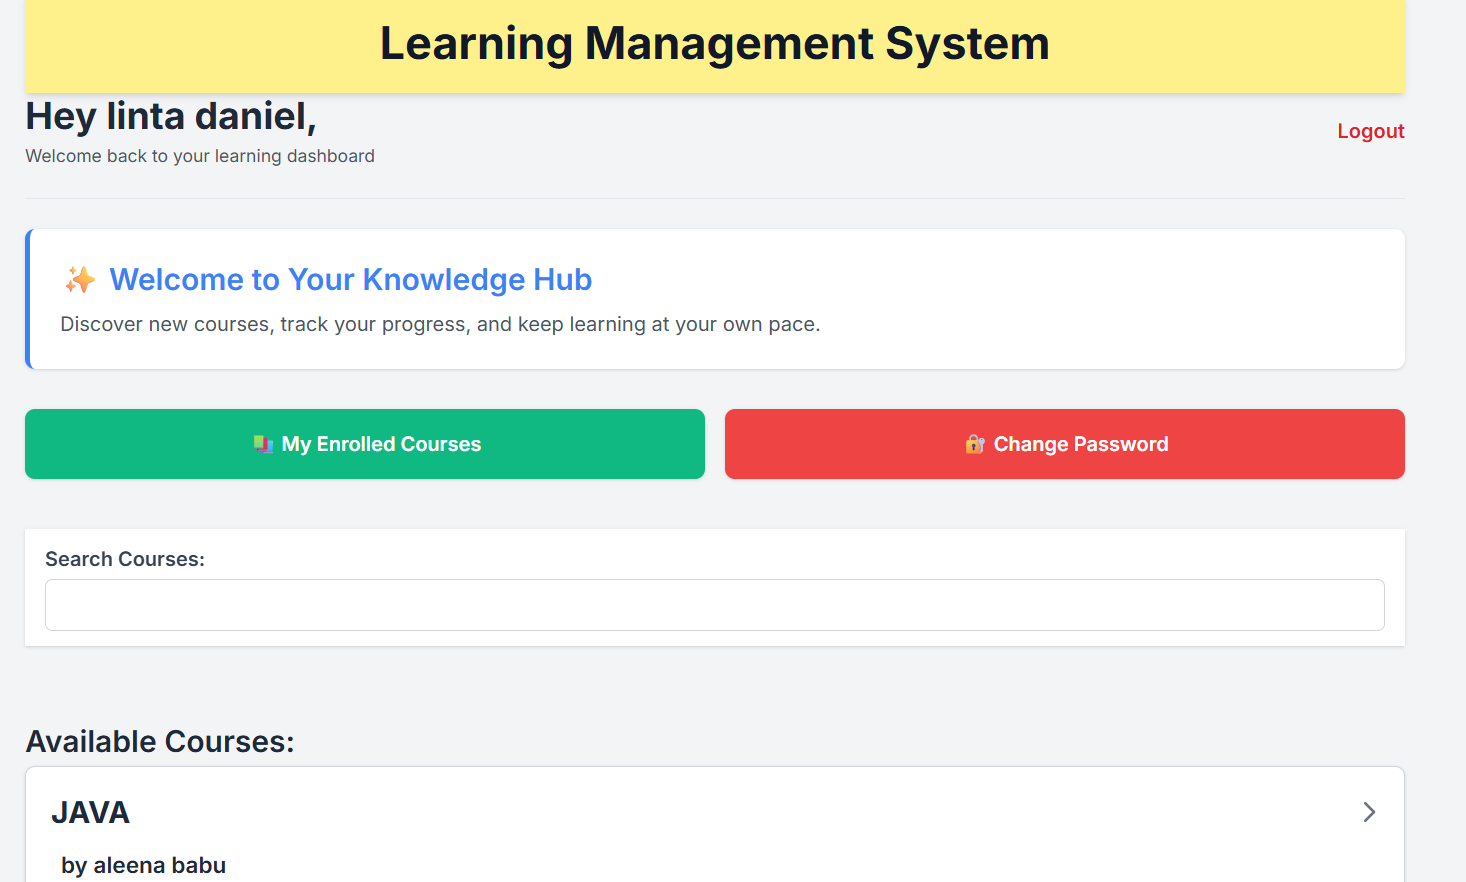 Learning Management System
Hey linta daniel,
Logout
Welcome back to your learning dashboard
✨ Welcome to Your Knowledge Hub
Discover new courses, track your progress, and keep learning at your own pace.
📚 My Enrolled Courses
🔐 Change Password
Search Courses:
Available Courses:
JAVA
by aleena babu